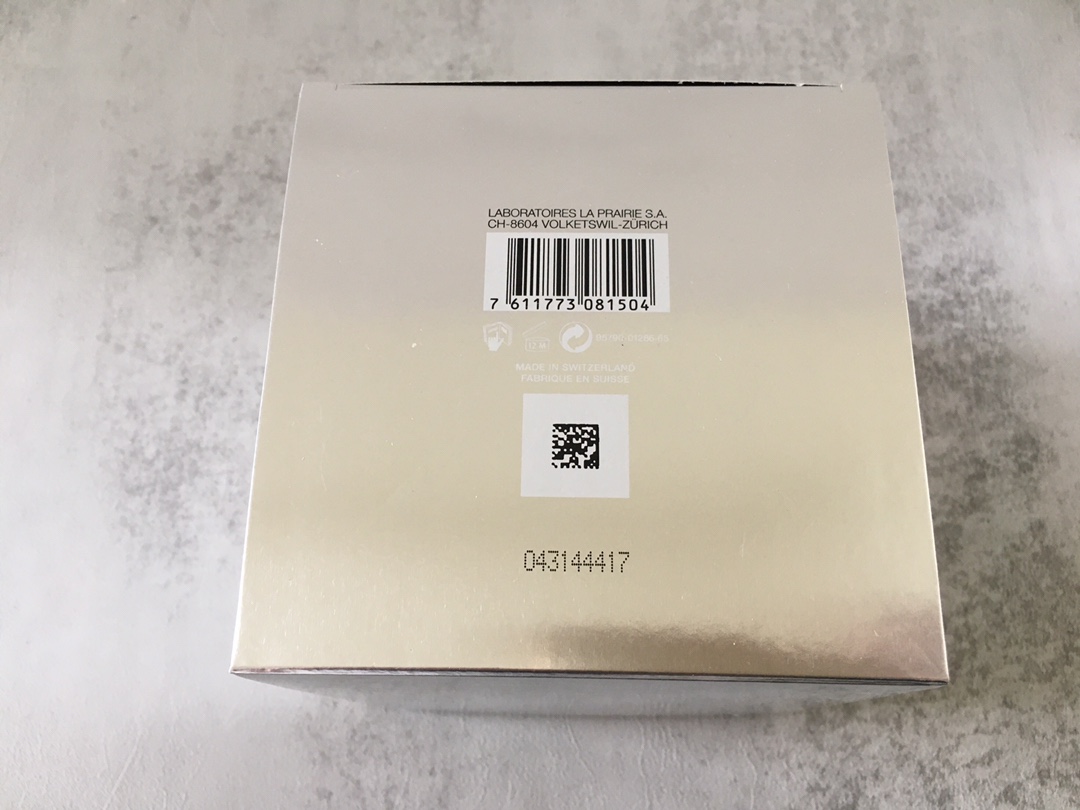 LABORATOIRES LA PRAIRIE S.A.
CH-8604 VOLKETSWIL-ZÜRICH
7 611773 081504
MADE IN SWITZERLAND
FABRIQUÉ EN SUISSE
043144417